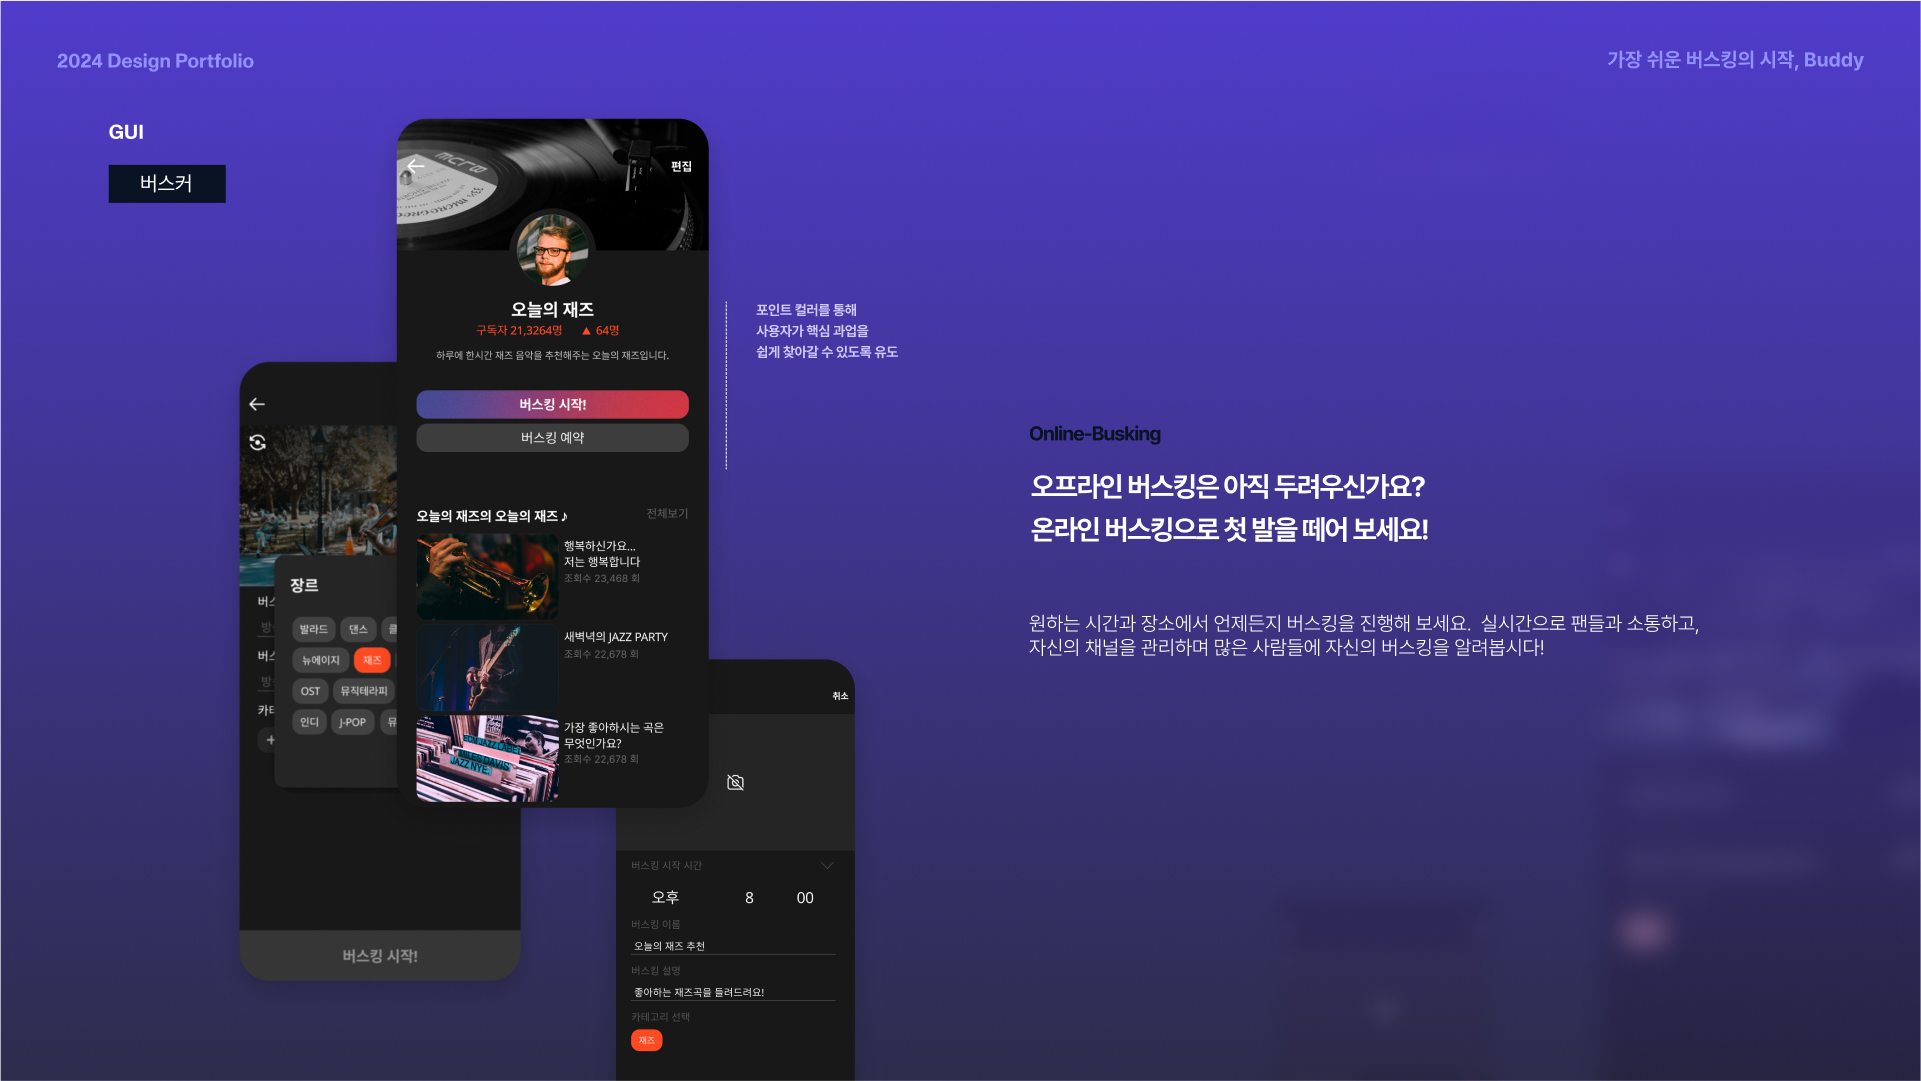 2024 Design Portfolio
가장 쉬운 버스킹의 시작, Buddy
GUI
버스커
편집
오늘의 재즈
구독자 21,3264명 ▲ 64명
하루에 한시간 재즈 음악을 추천해주는 오늘의 재즈입니다.
버스킹 시작!
버스킹 예약
오늘의 재즈의 오늘의 재즈 ♪
전체보기
행복하신가요...
저는 행복합니다
조회수 23,468 회
새벽녘의 JAZZ PARTY
조회수 22,678 회
가장 좋아하시는 곡은
무엇인가요?
조회수 22,678 회
ECM JAZZ LABEL
MILES DAVIS
JAZZ NYE.
포인트 컬러를 통해
사용자가 핵심 과업을
쉽게 찾아갈 수 있도록 유도
장르
발라드 댄스
뉴에이지 재즈
OST 뮤직테라피
인디 J-POP 뮤
버스
방
버스
방
카테
+
버스킹 시작!
취소
버스킹 시작 시간
오후 8 00
버스킹 이름
오늘의 재즈 추천
버스킹 설명
좋아하는 재즈곡을 들려드려요!
카테고리 선택
재즈
Online-Busking
오프라인 버스킹은 아직 두려우신가요?
온라인 버스킹으로 첫 발을 떼어 보세요!
원하는 시간과 장소에서 언제든지 버스킹을 진행해 보세요. 실시간으로 팬들과 소통하고,
자신의 채널을 관리하며 많은 사람들에 자신의 버스킹을 알려봅시다!